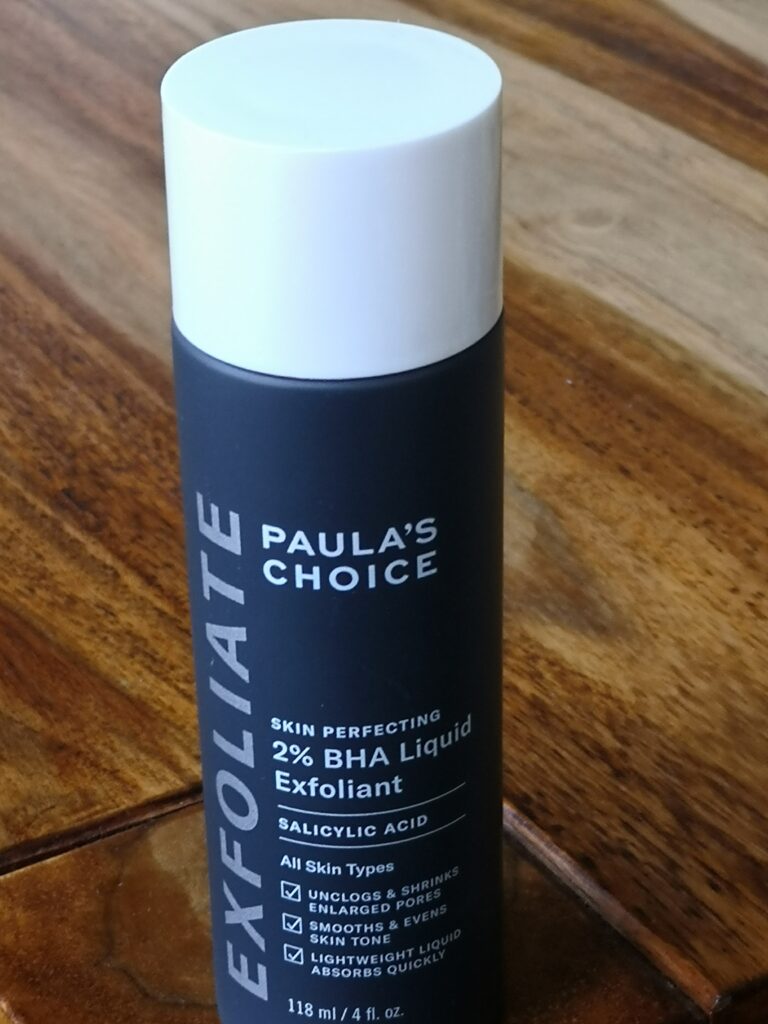 EXFOLIATE
PAULA'S
CHOICE
SKIN PERFECTING
2% BHA Liquid
Exfoliant
SALICYLIC ACID
All Skin Types
☑ UNCLOGS & SHRINKS
ENLARGED PORES
☑ SMOOTHS & EVENS
SKIN TONE
☑ LIGHTWEIGHT LIQUID
ABSORBS QUICKLY
118 ml / 4 fl. oz.